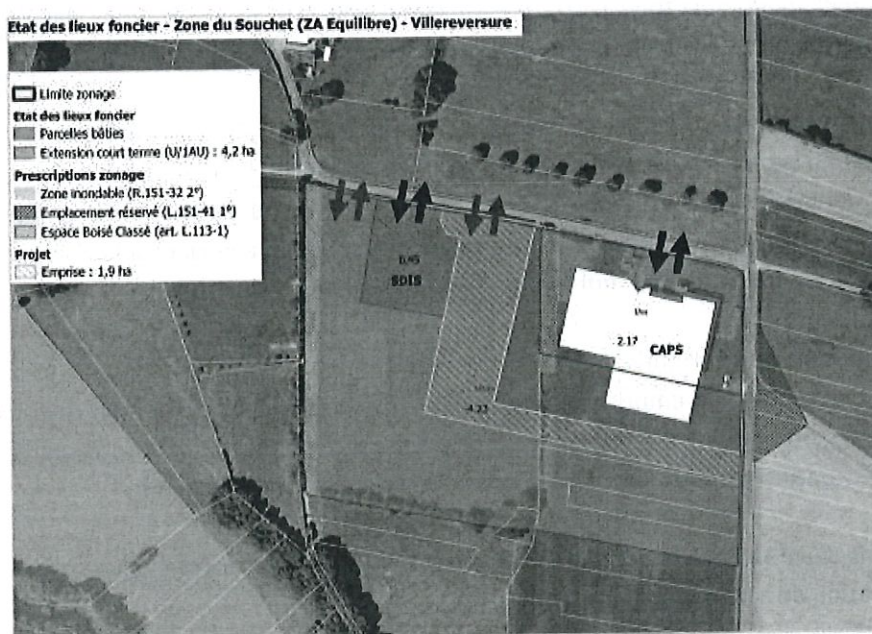 Etat des lieux foncier - Zone du Souchet (ZA Equilibre) - Villereversure
Limite zonage
Etat des lieux foncier
Parcelles bâties
Extension court terme (U/1AU) : 4,2 ha
Prescriptions zonage
Zone inondable (R.151-32 2°)
Emplacement réservé (L.151-41 1°)
Espace Boisé Classé (art. L.113-1)
Projet
Emprise : 1,9 ha
0.45
SDIS
2.17
CAPS
4.22